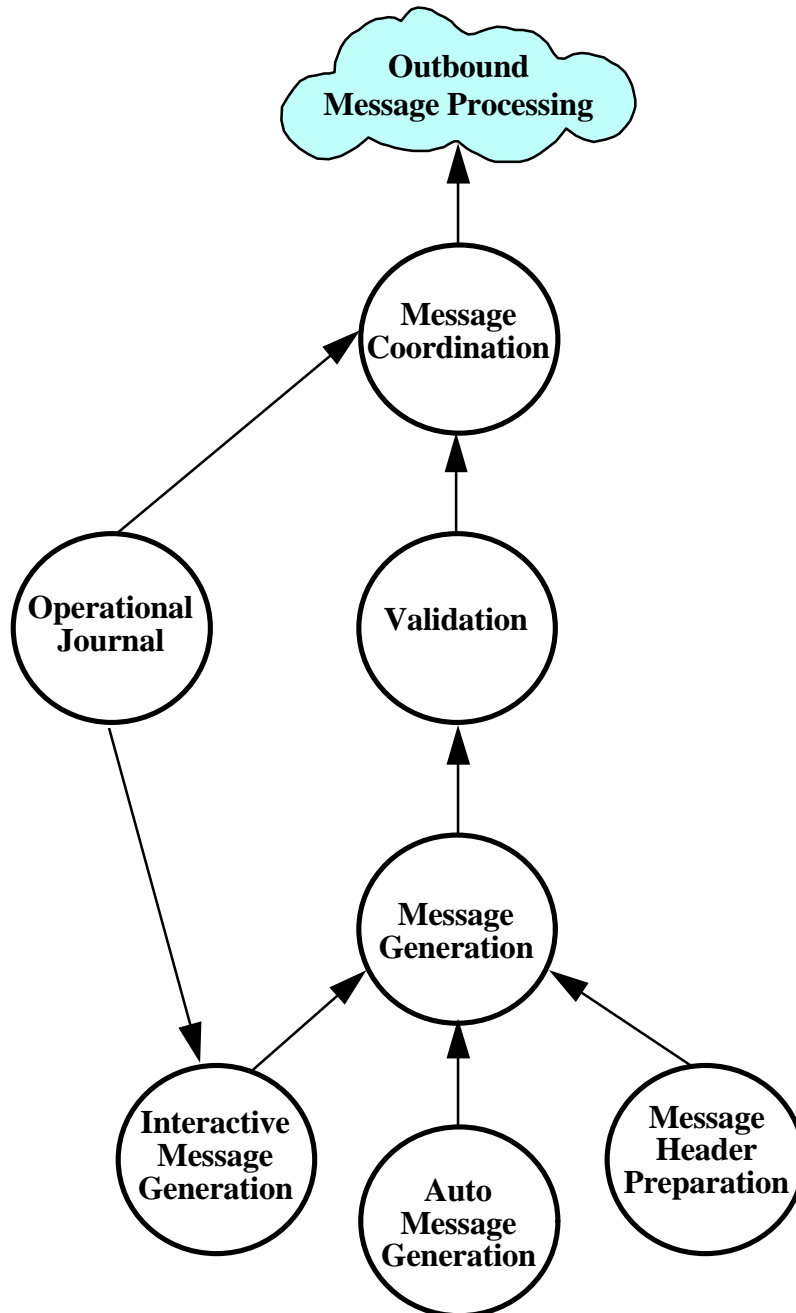 Outbound
Message Processing
Message
Coordination
Operational
Journal
Validation
Message
Generation
Interactive
Message
Generation
Auto
Message
Generation
Message
Header
Preparation